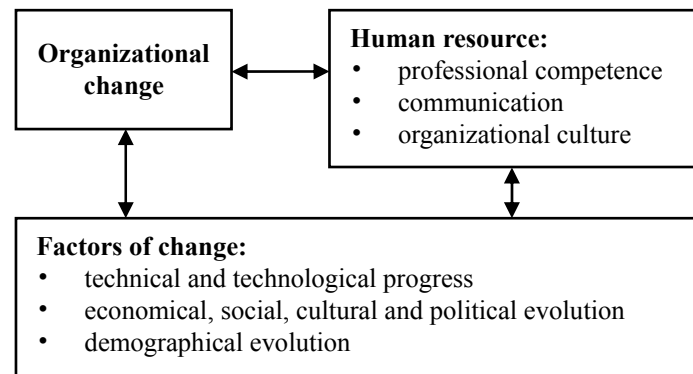 Organizational
change
Human resource:
• professional competence
• communication
• organizational culture
Factors of change:
• technical and technological progress
• economical, social, cultural and political evolution
• demographical evolution